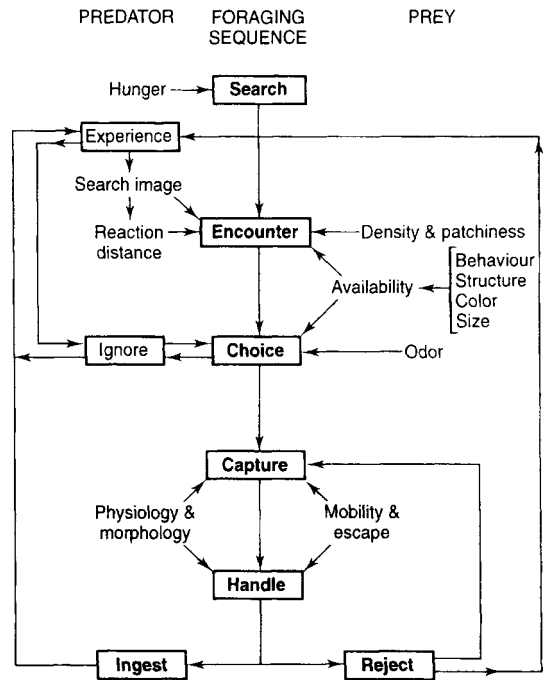 PREDATOR
FORAGING
SEQUENCE
PREY
Hunger
Search
Experience
Search image
Reaction
distance
Encounter
Density & patchiness
Availability
Behaviour
Structure
Color
Size
Ignore
Choice
Odor
Capture
Physiology &
morphology
Mobility &
escape
Handle
Ingest
Reject